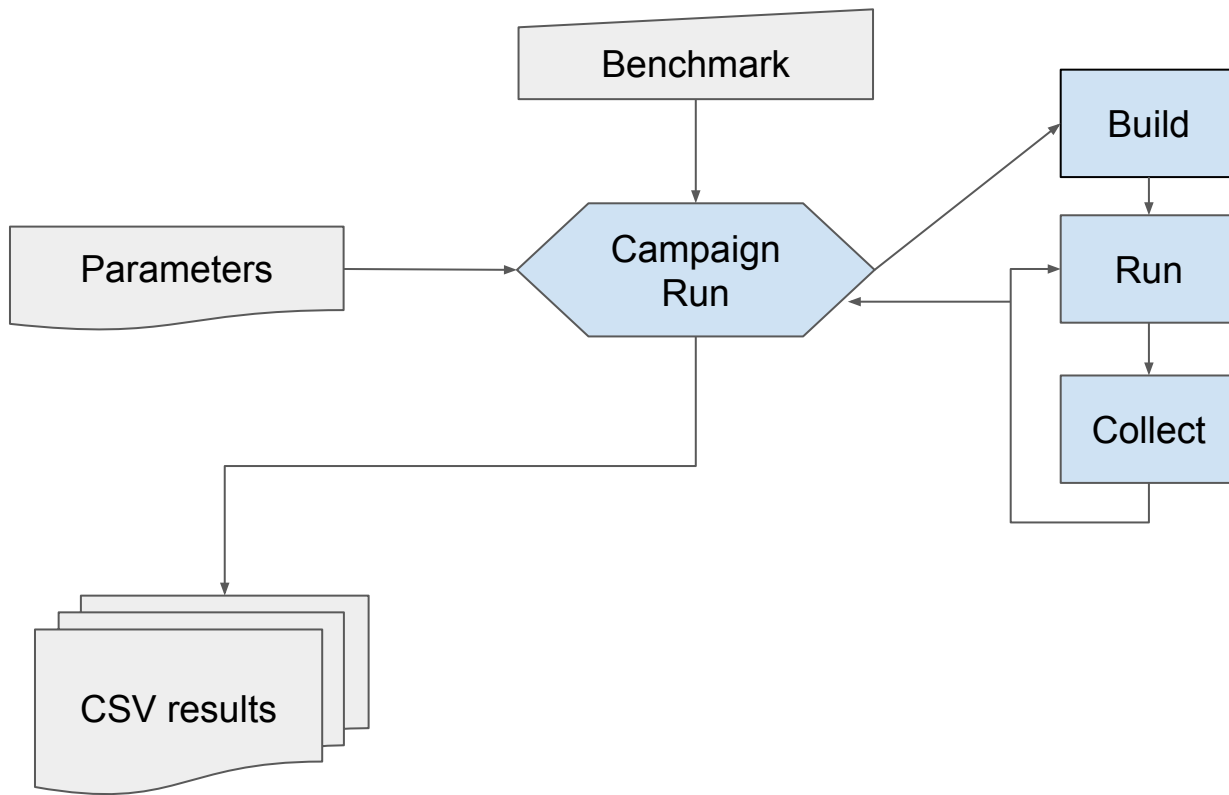 Benchmark
Build
Parameters
Campaign
Run
Run
Collect
CSV results